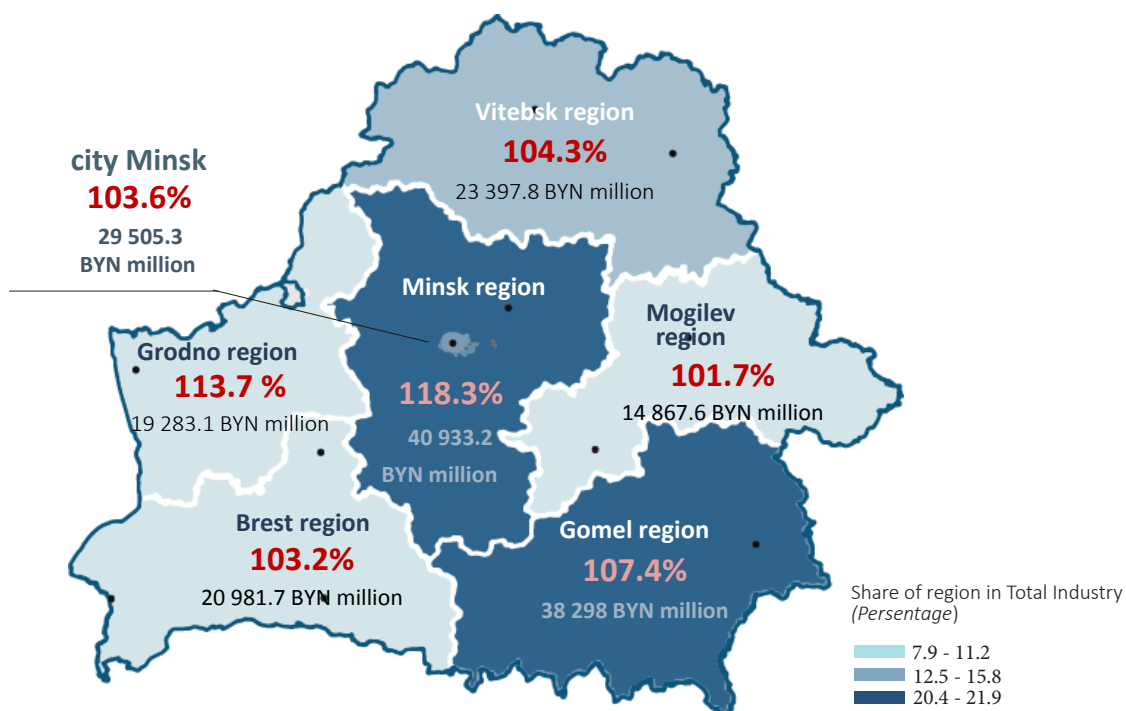 Vitebsk region
104.3%
23 397.8 BYN million
city Minsk
103.6%
29 505.3
BYN million
Minsk region
118.3%
40 933.2
BYN million
Mogilev
region
101.7%
14 867.6 BYN million
Grodno region
113.7 %
19 283.1 BYN million
Brest region
103.2%
20 981.7 BYN million
Gomel region
107.4%
38 298 BYN million
Share of region in Total Industry
(Persentage)
7.9 - 11.2
12.5 - 15.8
20.4 - 21.9